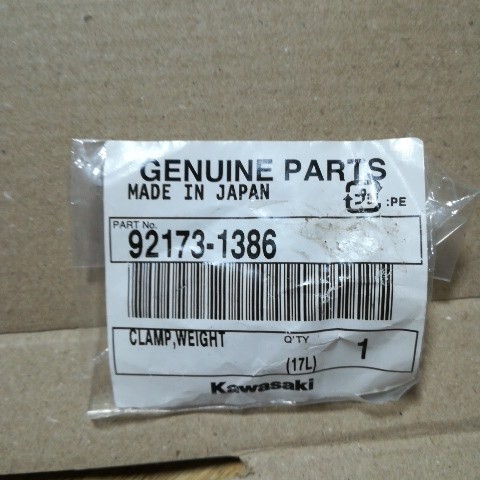 GENUINE PARTS
MADE IN JAPAN
:PE
PART No.
92173-1386
CLAMP,WEIGHT
Q'TY
1
(17L)
Kawasaki